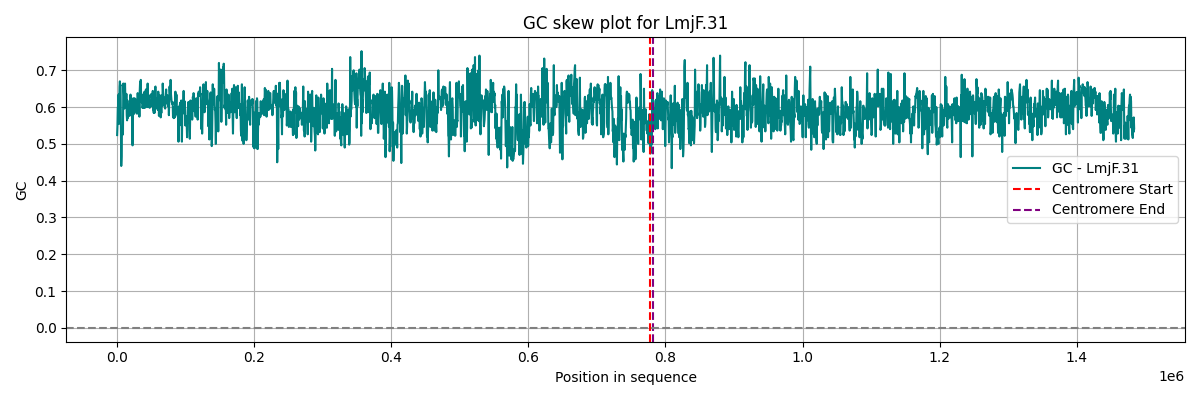 GC skew plot for LmjF.31
GC
0.7
0.6
0.5
0.4
0.3
0.2
0.1
0.0
GC - LmjF.31
Centromere Start
Centromere End
0.0 0.2 0.4 0.6 0.8 1.0 1.2 1.4
1e6
Position in sequence